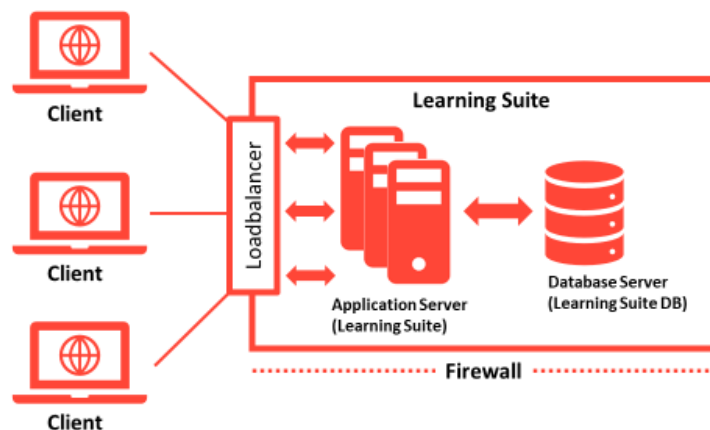 Client
Learning Suite
Loadbalancer
Client
Application Server
(Learning Suite)
Database Server
(Learning Suite DB)
Firewall
Client